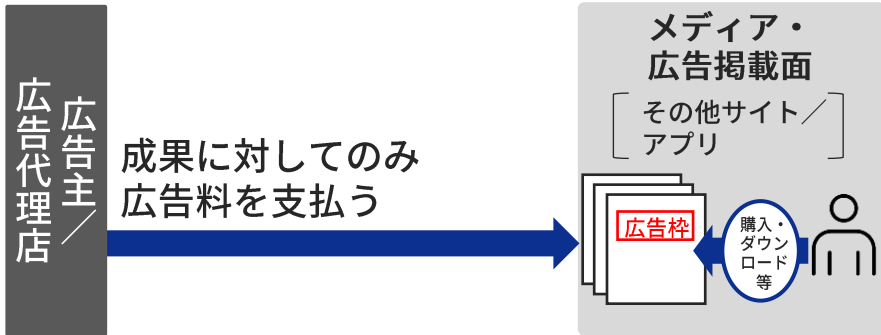 広告主／
広告代理店
成果に対してのみ
広告料を支払う
メディア・
広告掲載面
その他サイト／
アプリ
広告枠
購入・
ダウン
ロード
等